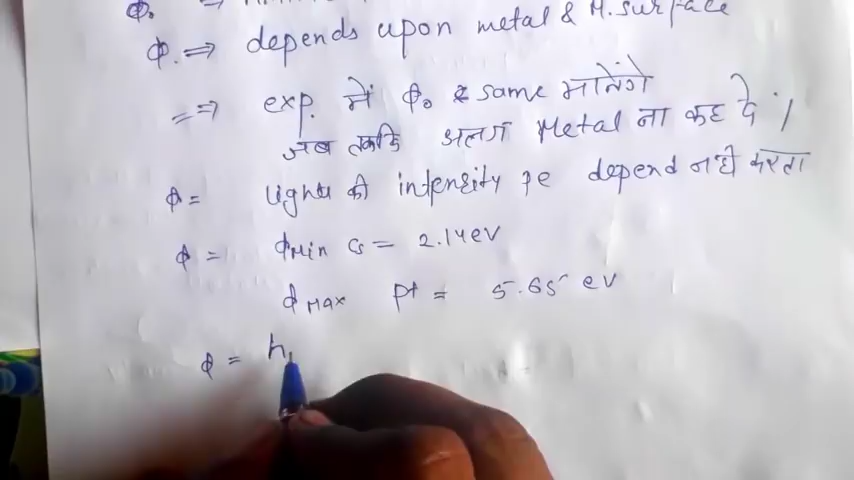 Φ. ⇒
Φ. ⇒ depends upon metal & M. surface
=⇒ exp. में Φ₀ same मानेंगे
जब तककि अलग Metal ना कह दे %
Φ = light की intensity पे depend नही करता
Φ = ΦMin Cs = 2.14eV
ΦMAX Pt = 5.65 eV
Φ = h